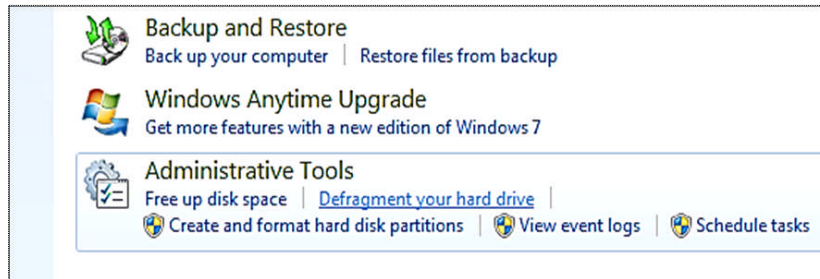 Backup and Restore
Back up your computer | Restore files from backup
Windows Anytime Upgrade
Get more features with a new edition of Windows 7
Administrative Tools
Free up disk space | Defragment your hard drive |
Create and format hard disk partitions | View event logs | Schedule tasks